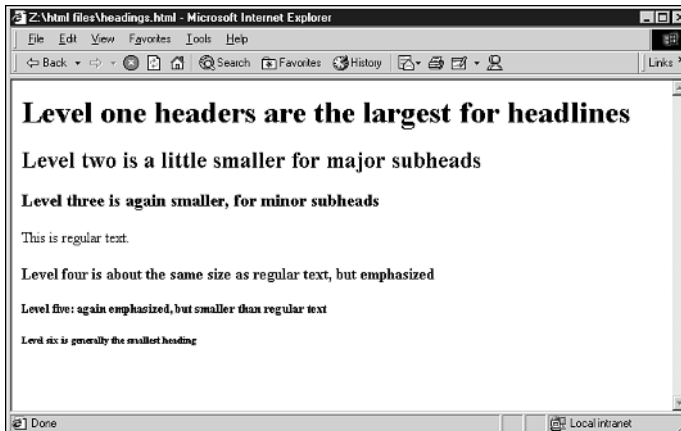 Z:\html files\headings.html - Microsoft Internet Explorer
File Edit View Favorites Tools Help
Back Search Favorites History Links »
Level one headers are the largest for headlines
Level two is a little smaller for major subheads
Level three is again smaller, for minor subheads
This is regular text.
Level four is about the same size as regular text, but emphasized
Level five: again emphasized, but smaller than regular text
Level six is generally the smallest heading
Done Local intranet